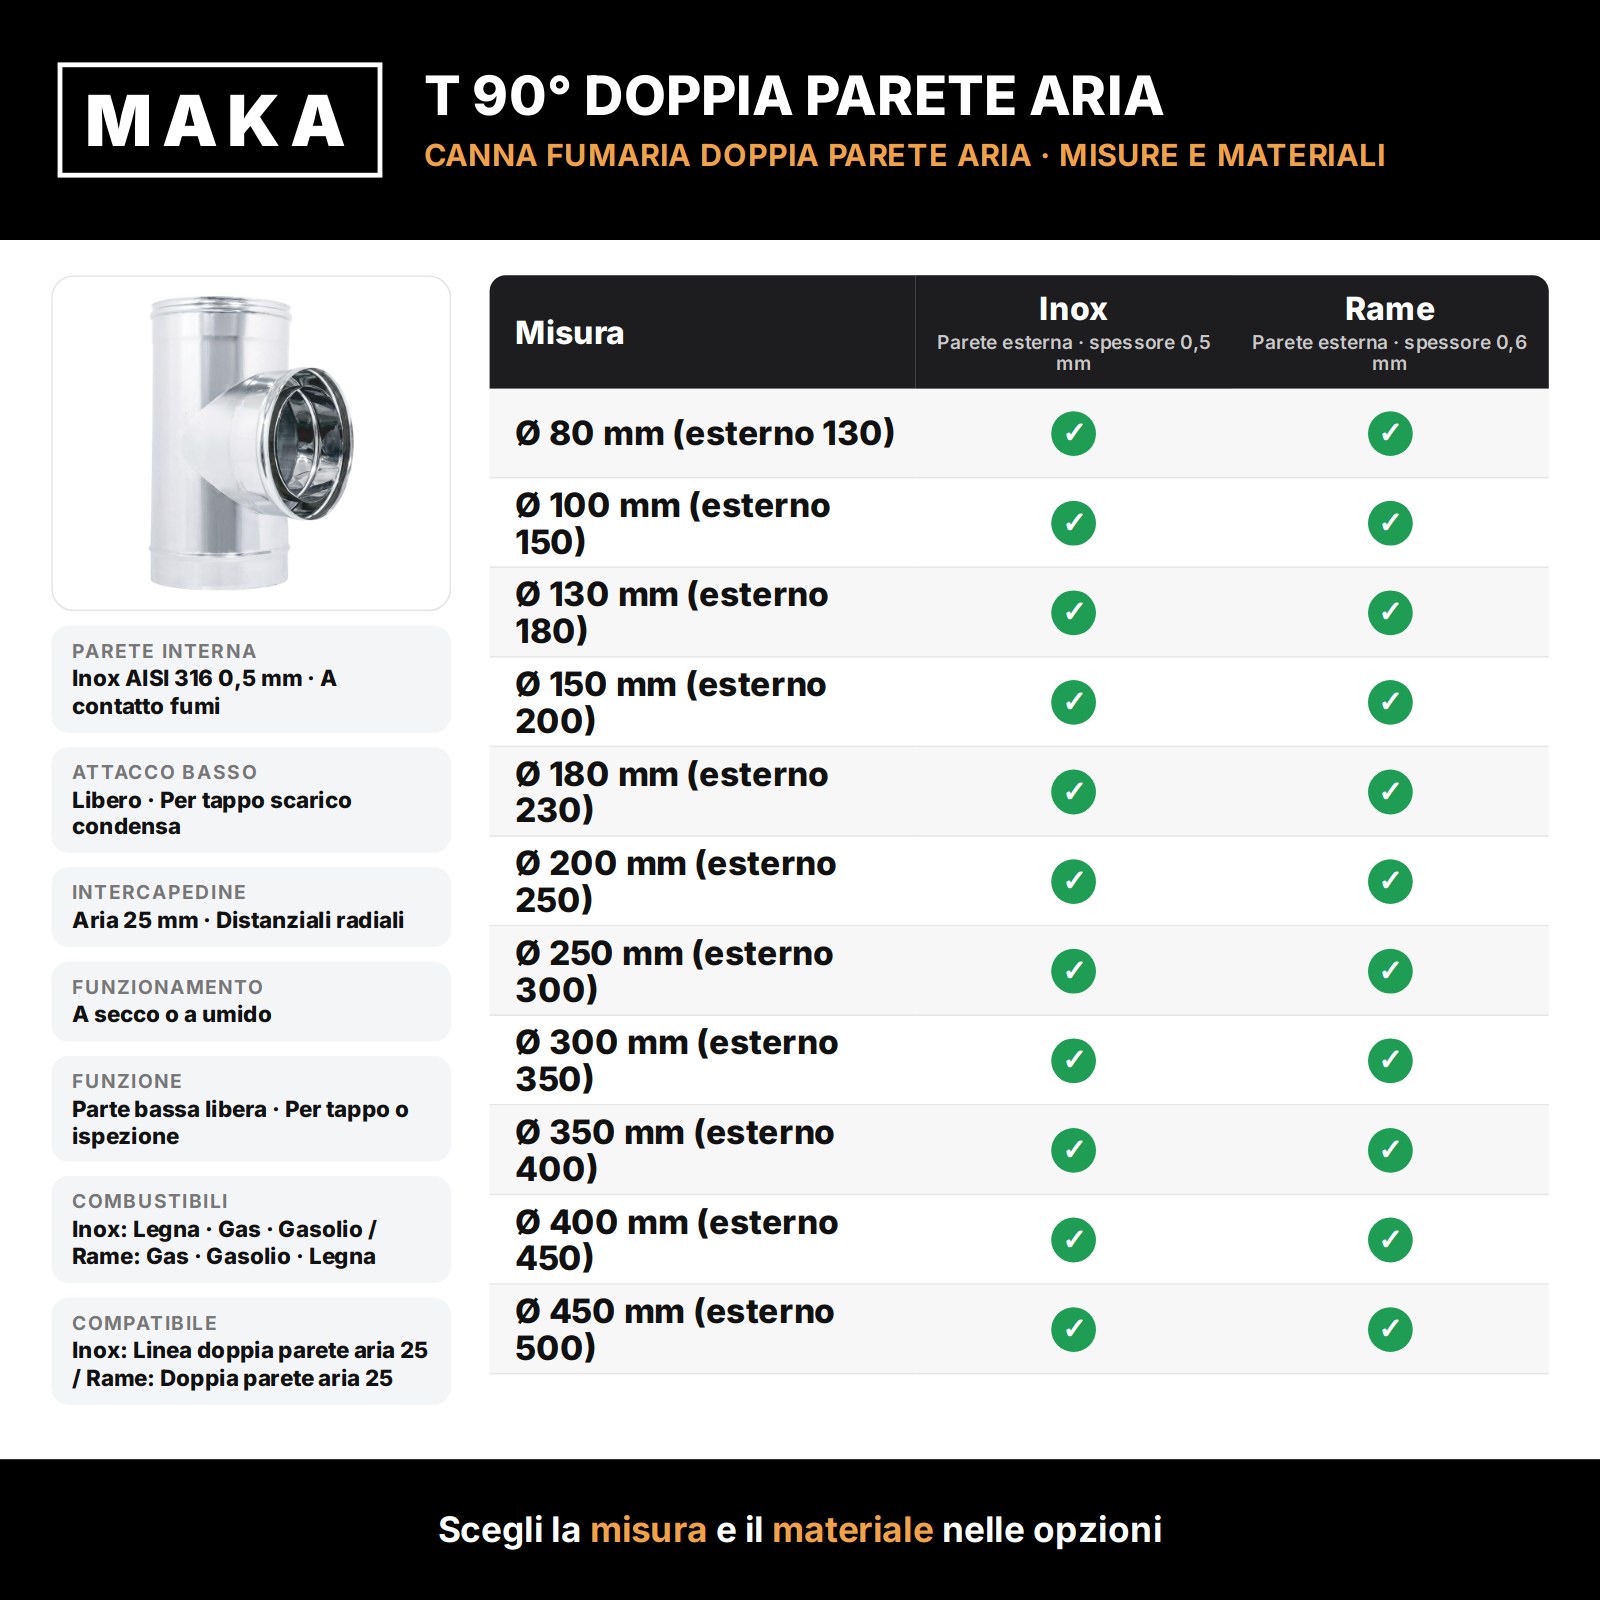 MAKA
T 90° DOPPIA PARETE ARIA
CANNA FUMARIA DOPPIA PARETE ARIA · MISURE E MATERIALI
PARETE INTERNA
Inox AISI 316 0,5 mm · A
contatto fumi
ATTACCO BASSO
Libero · Per tappo scarico
condensa
INTERCAPEDINE
Aria 25 mm · Distanziali radiali
FUNZIONAMENTO
A secco o a umido
FUNZIONE
Parte bassa libera · Per tappo o
ispezione
COMBUSTIBILI
Inox: Legna · Gas · Gasolio /
Rame: Gas · Gasolio · Legna
COMPATIBILE
Inox: Linea doppia parete aria 25
/ Rame: Doppia parete aria 25
Misura
Inox
Parete esterna · spessore 0,5
mm
Rame
Parete esterna · spessore 0,6
mm
Ø 80 mm (esterno 130)
✓ ✓
Ø 100 mm (esterno
150)
✓ ✓
Ø 130 mm (esterno
180)
✓ ✓
Ø 150 mm (esterno
200)
✓ ✓
Ø 180 mm (esterno
230)
✓ ✓
Ø 200 mm (esterno
250)
✓ ✓
Ø 250 mm (esterno
300)
✓ ✓
Ø 300 mm (esterno
350)
✓ ✓
Ø 350 mm (esterno
400)
✓ ✓
Ø 400 mm (esterno
450)
✓ ✓
Ø 450 mm (esterno
500)
✓ ✓
Scegli la misura e il materiale nelle opzioni